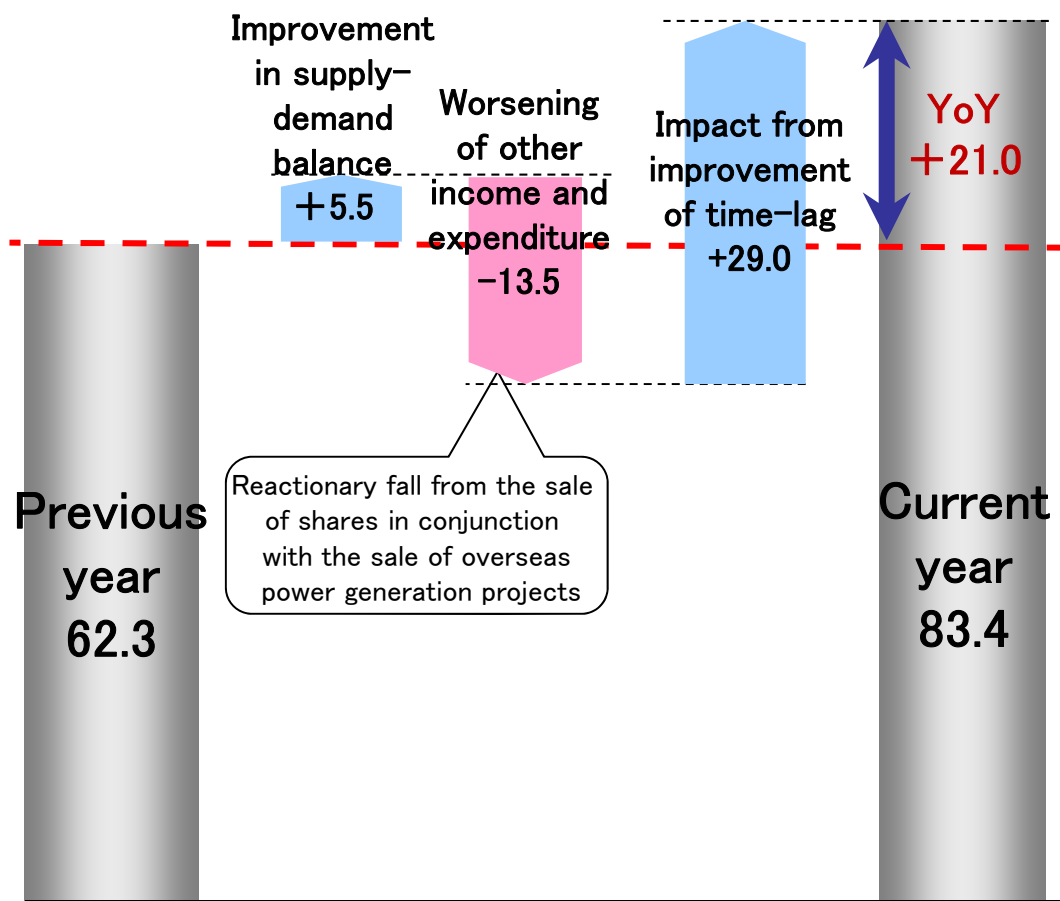 Improvement
in supply-
demand
balance
+5.5
Worsening
of other
income and
expenditure
-13.5
Impact from
improvement
of time-lag
+29.0
YoY
+21.0
Reactionary fall from the sale
of shares in conjunction
with the sale of overseas
power generation projects
Previous
year
62.3
Current
year
83.4